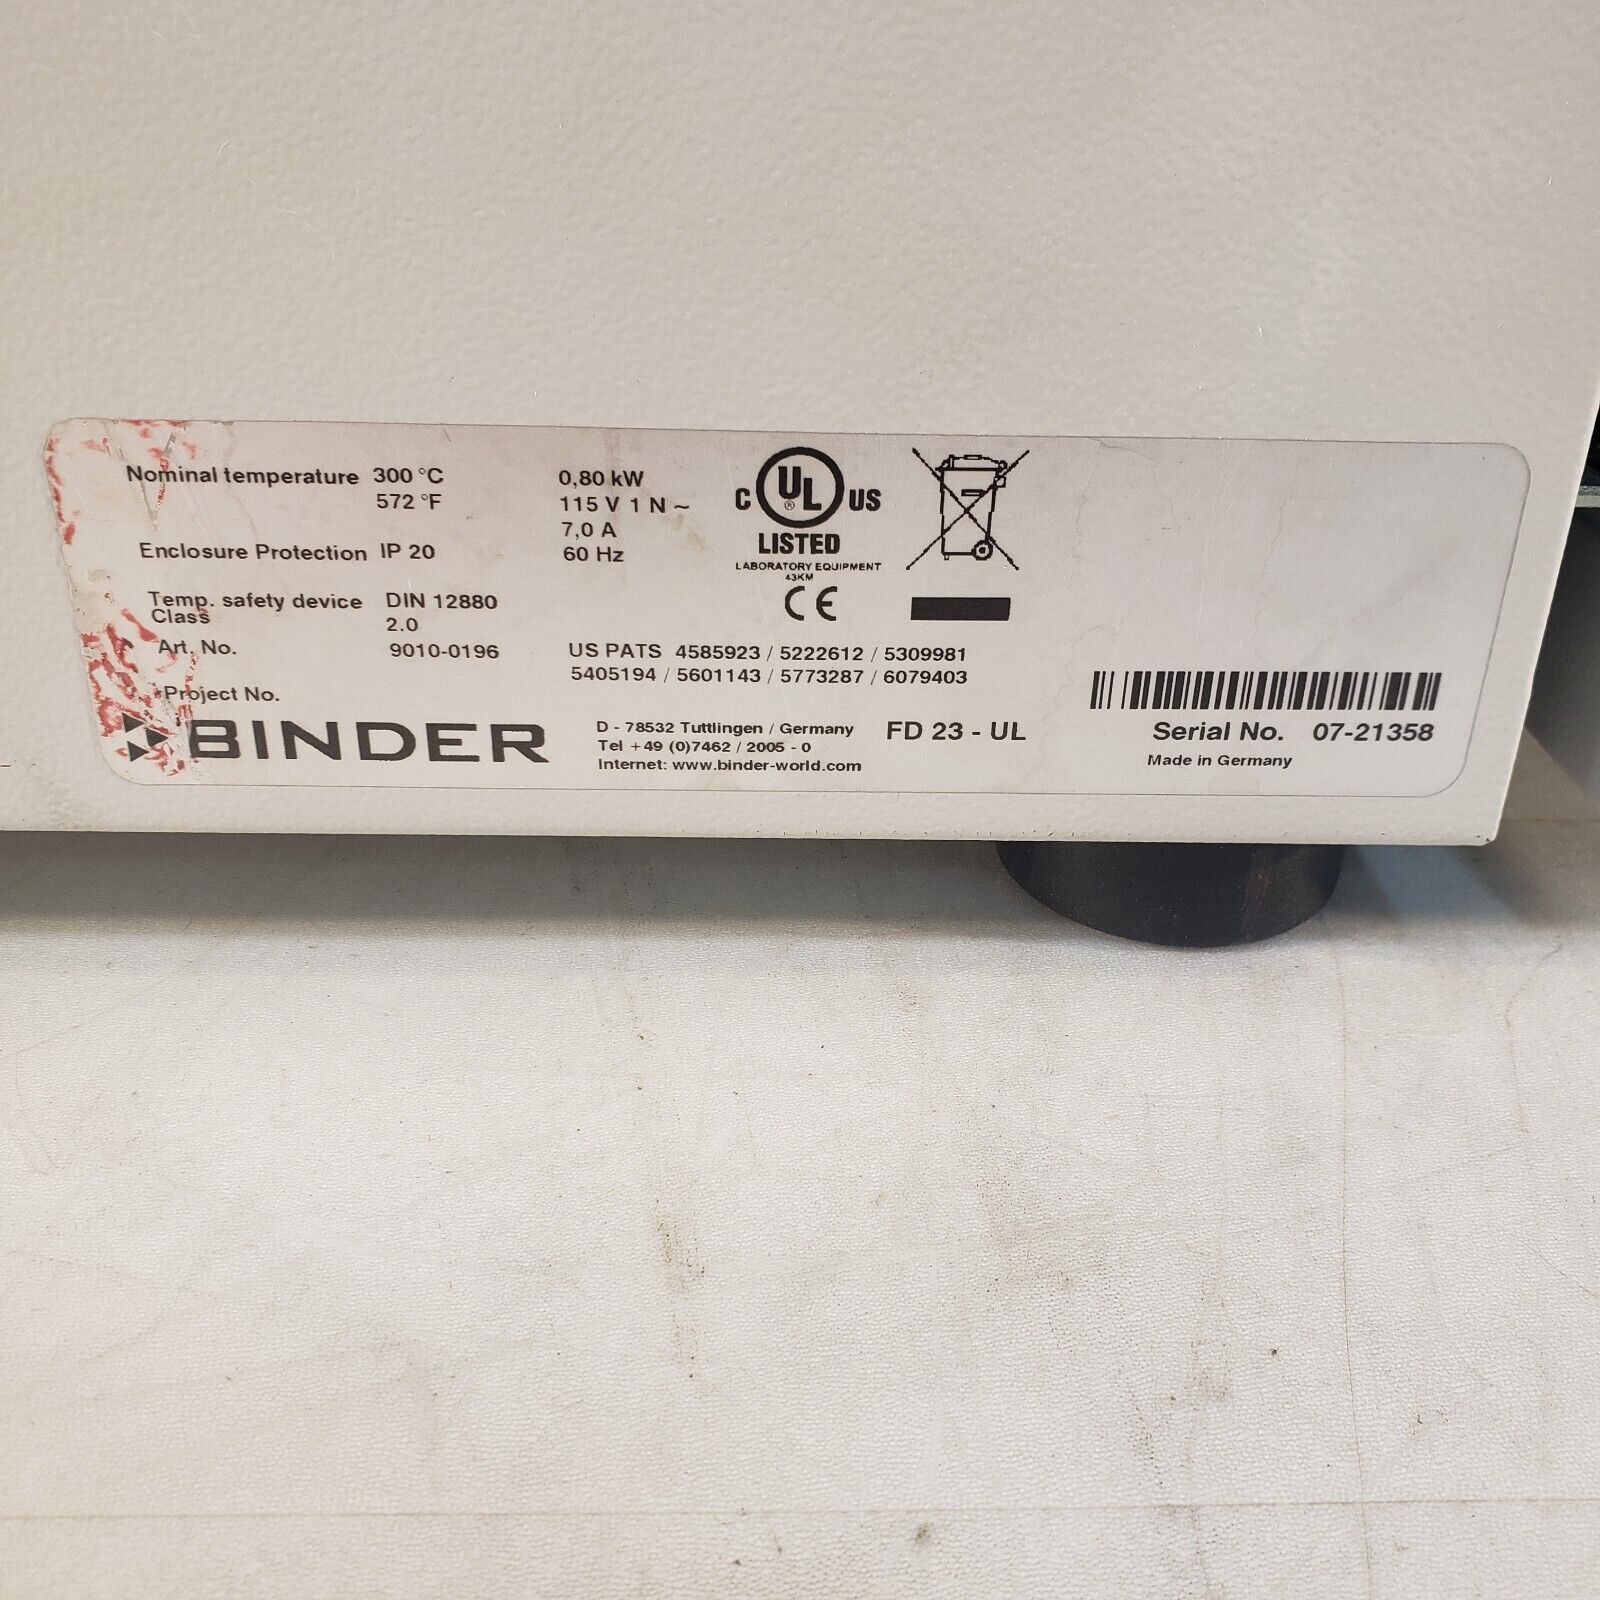 Nominal temperature 300 °C
572 °F
Enclosure Protection IP 20
Temp. safety device DIN 12880
Class 2.0
Art. No. 9010-0196
Project No.
0,80 kW
115 V 1 N ~
7,0 A
60 Hz
C UL® US
LISTED
LABORATORY EQUIPMENT
43KM
CE
US PATS 4585923 / 5222612 / 5309981
5405194 / 5601143 / 5773287 / 6079403
BINDER
D - 78532 Tuttlingen / Germany
Tel +49 (0)7462 / 2005 - 0
Internet: www.binder-world.com
FD 23 - UL
Serial No. 07-21358
Made in Germany